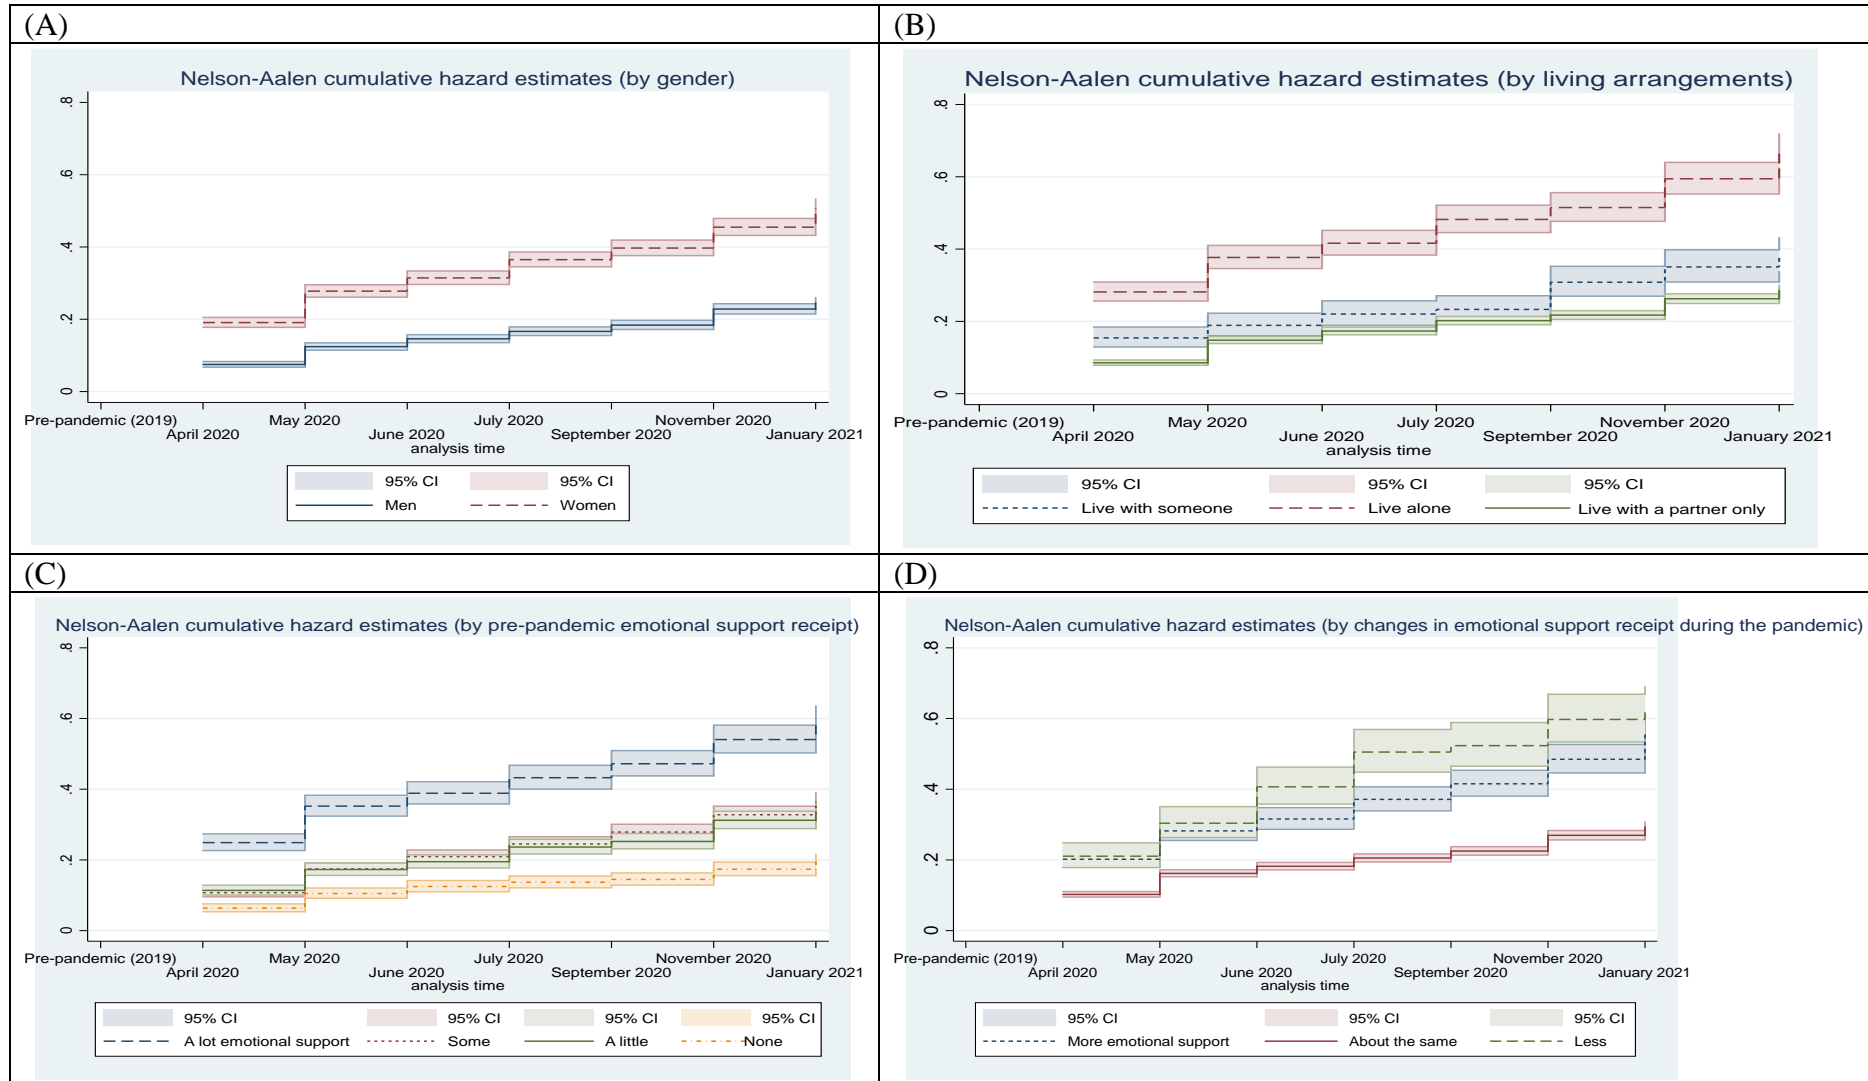 (A)
Nelson-Aalen cumulative hazard estimates (by gender)
.8
.6
.4
.2
0
Pre-pandemic (2019) May 2020 July 2020 November 2020
April 2020 June 2020 September 2020 January 2021
analysis time
95% CI 95% CI
Men Women
(B)
Nelson-Aalen cumulative hazard estimates (by living arrangements)
.8
.6
.4
.2
0
Pre-pandemic (2019) May 2020 July 2020 November 2020
April 2020 June 2020 September 2020 January 2021
analysis time
95% CI 95% CI 95% CI
Live with someone Live alone Live with a partner only
(C)
Nelson-Aalen cumulative hazard estimates (by pre-pandemic emotional support receipt)
.8
.6
.4
.2
0
Pre-pandemic (2019) May 2020 July 2020 November 2020
April 2020 June 2020 September 2020 January 2021
analysis time
95% CI 95% CI 95% CI 95% CI
A lot emotional support Some A little None
(D)
Nelson-Aalen cumulative hazard estimates (by changes in emotional support receipt during the pandemic)
.8
.6
.4
.2
0
Pre-pandemic (2019) May 2020 July 2020 November 2020
April 2020 June 2020 September 2020 January 2021
analysis time
95% CI 95% CI 95% CI
More emotional support About the same Less